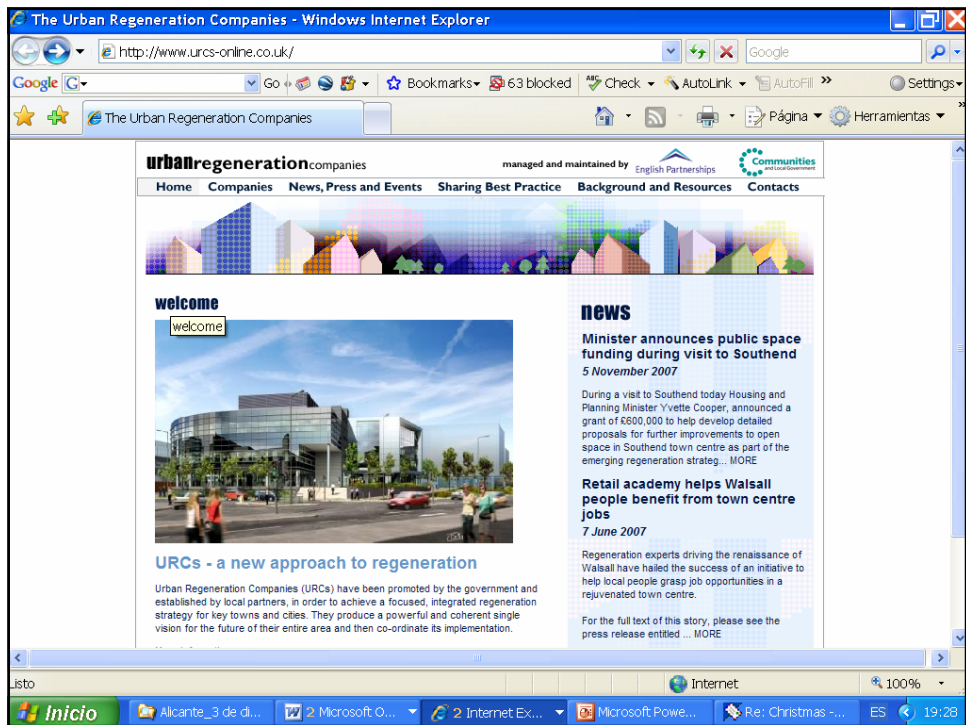 The Urban Regeneration Companies - Windows Internet Explorer
http://www.urcs-online.co.uk/
Google
Google G Go Bookmarks 63 blocked ABC Check AutoLink AutoFill » Settings
The Urban Regeneration Companies Página Herramientas »
urbanregenerationcompanies managed and maintained by English Partnerships Communities and Local Government
Home Companies News, Press and Events Sharing Best Practice Background and Resources Contacts
welcome
welcome
URCs - a new approach to regeneration
Urban Regeneration Companies (URCs) have been promoted by the government and
established by local partners, in order to achieve a focused, integrated regeneration
strategy for key towns and cities. They produce a powerful and coherent single
vision for the future of their entire area and then co-ordinate its implementation.
news
Minister announces public space
funding during visit to Southend
5 November 2007
During a visit to Southend today Housing and
Planning Minister Yvette Cooper, announced a
grant of £600,000 to help develop detailed
proposals for further improvements to open
space in Southend town centre as part of the
emerging regeneration strateg... MORE
Retail academy helps Walsall
people benefit from town centre
jobs
7 June 2007
Regeneration experts driving the renaissance of
Walsall have hailed the success of an initiative to
help local people grasp job opportunities in a
rejuvenated town centre.
For the full text of this story, please see the
press release entitled ... MORE
Listo Internet 100%
Inicio Alicante_3 de di... 2 Microsoft O... 2 Internet Ex... Microsoft Powe... Re: Christmas -... ES 19:28